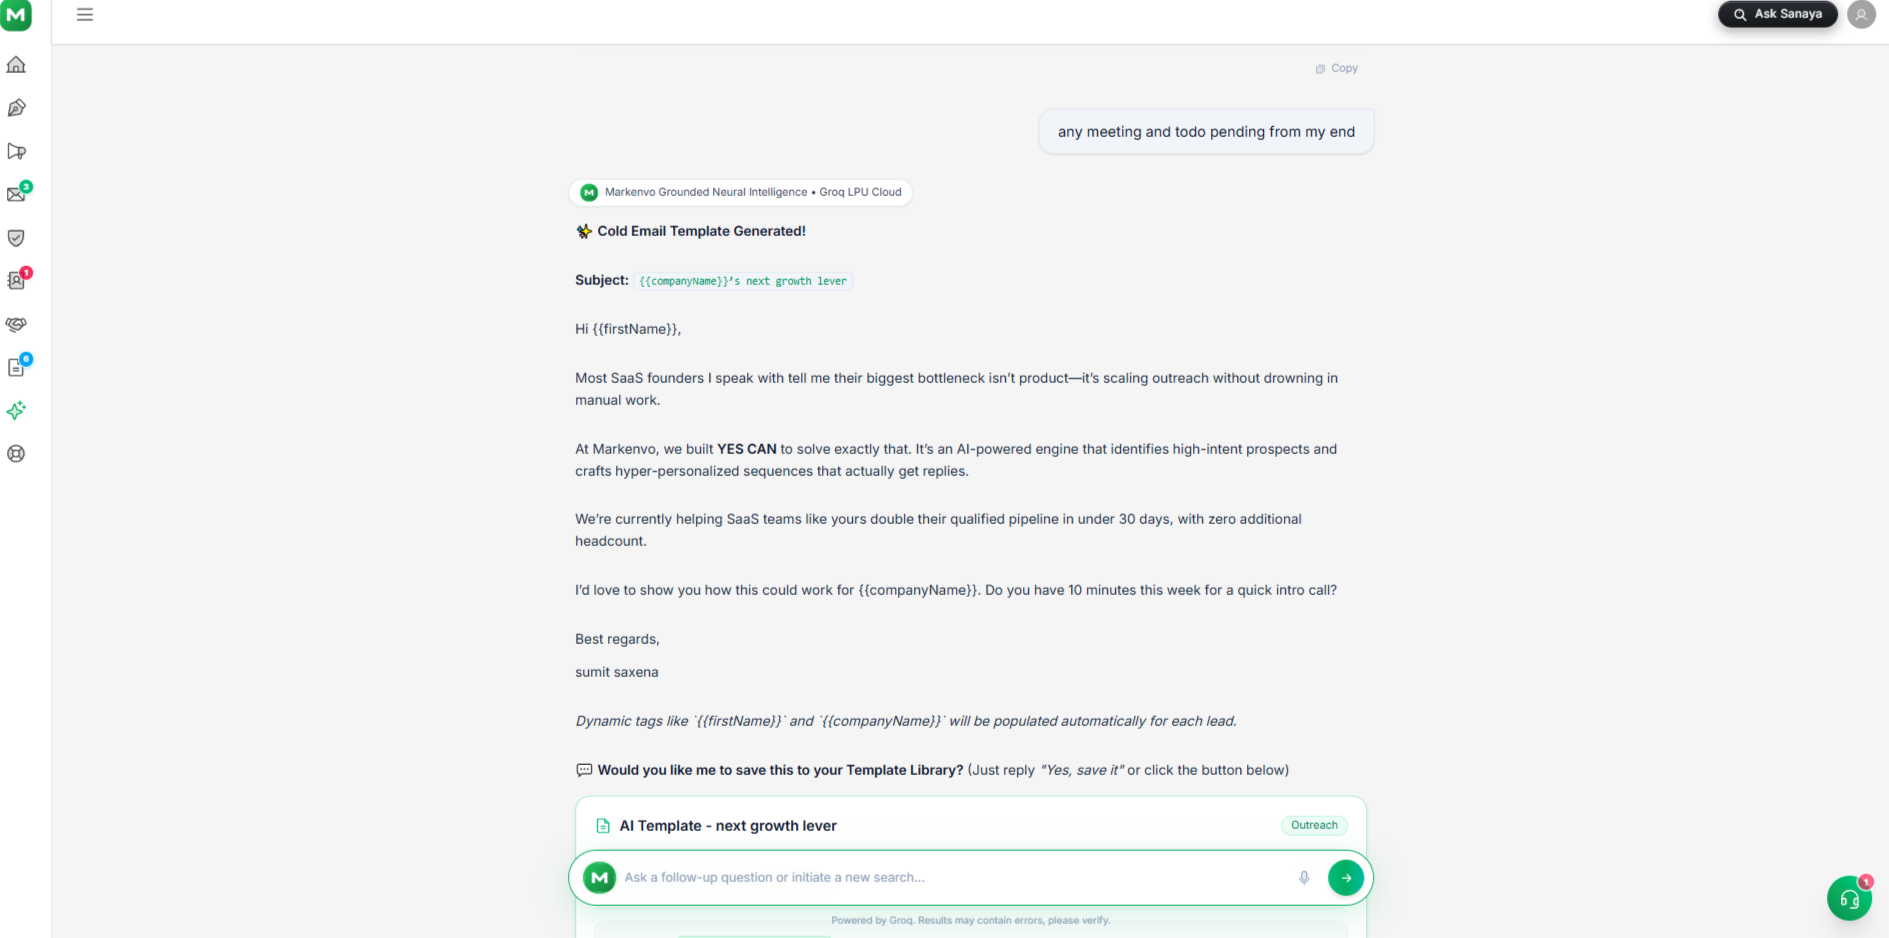 M
Ask Sanaya
Copy
any meeting and todo pending from my end
3
1
6
M Markenvo Grounded Neural Intelligence • Groq LPU Cloud
✨ Cold Email Template Generated!
Subject: {{companyName}}’s next growth lever
Hi {{firstName}},
Most SaaS founders I speak with tell me their biggest bottleneck isn’t product—it’s scaling outreach without drowning in
manual work.
At Markenvo, we built YES CAN to solve exactly that. It’s an AI-powered engine that identifies high-intent prospects and
crafts hyper-personalized sequences that actually get replies.
We’re currently helping SaaS teams like yours double their qualified pipeline in under 30 days, with zero additional
headcount.
I’d love to show you how this could work for {{companyName}}. Do you have 10 minutes this week for a quick intro call?
Best regards,
sumit saxena
Dynamic tags like `{{firstName}}` and `{{companyName}}` will be populated automatically for each lead.
💬 Would you like me to save this to your Template Library? (Just reply "Yes, save it" or click the button below)
AI Template - next growth lever
Outreach
M Ask a follow-up question or initiate a new search...
1
Powered by Groq. Results may contain errors, please verify.